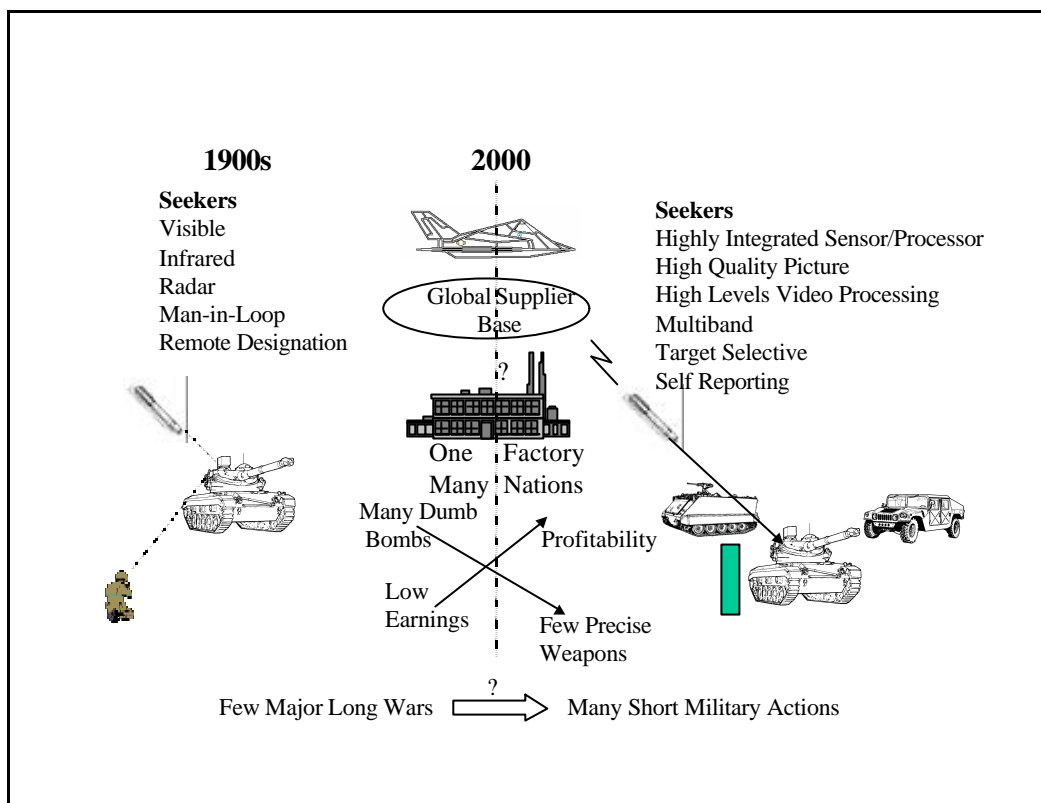 1900s
2000
Seekers
Visible
Infrared
Radar
Man-in-Loop
Remote Designation
Global Supplier
Base
?
One Factory
Many Nations
Many Dumb
Bombs
Profitability
Low
Earnings
Few Precise
Weapons
Seekers
Highly Integrated Sensor/Processor
High Quality Picture
High Levels Video Processing
Multiband
Target Selective
Self Reporting
?
Few Major Long Wars
Many Short Military Actions